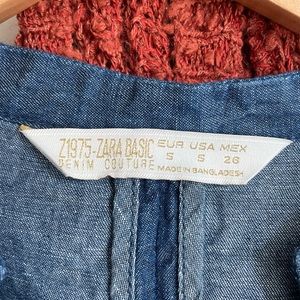 Z1975-ZARA BASIC
DENIM COUTURE
EUR USA MEX
S S 26
MADE IN BANGLADESH